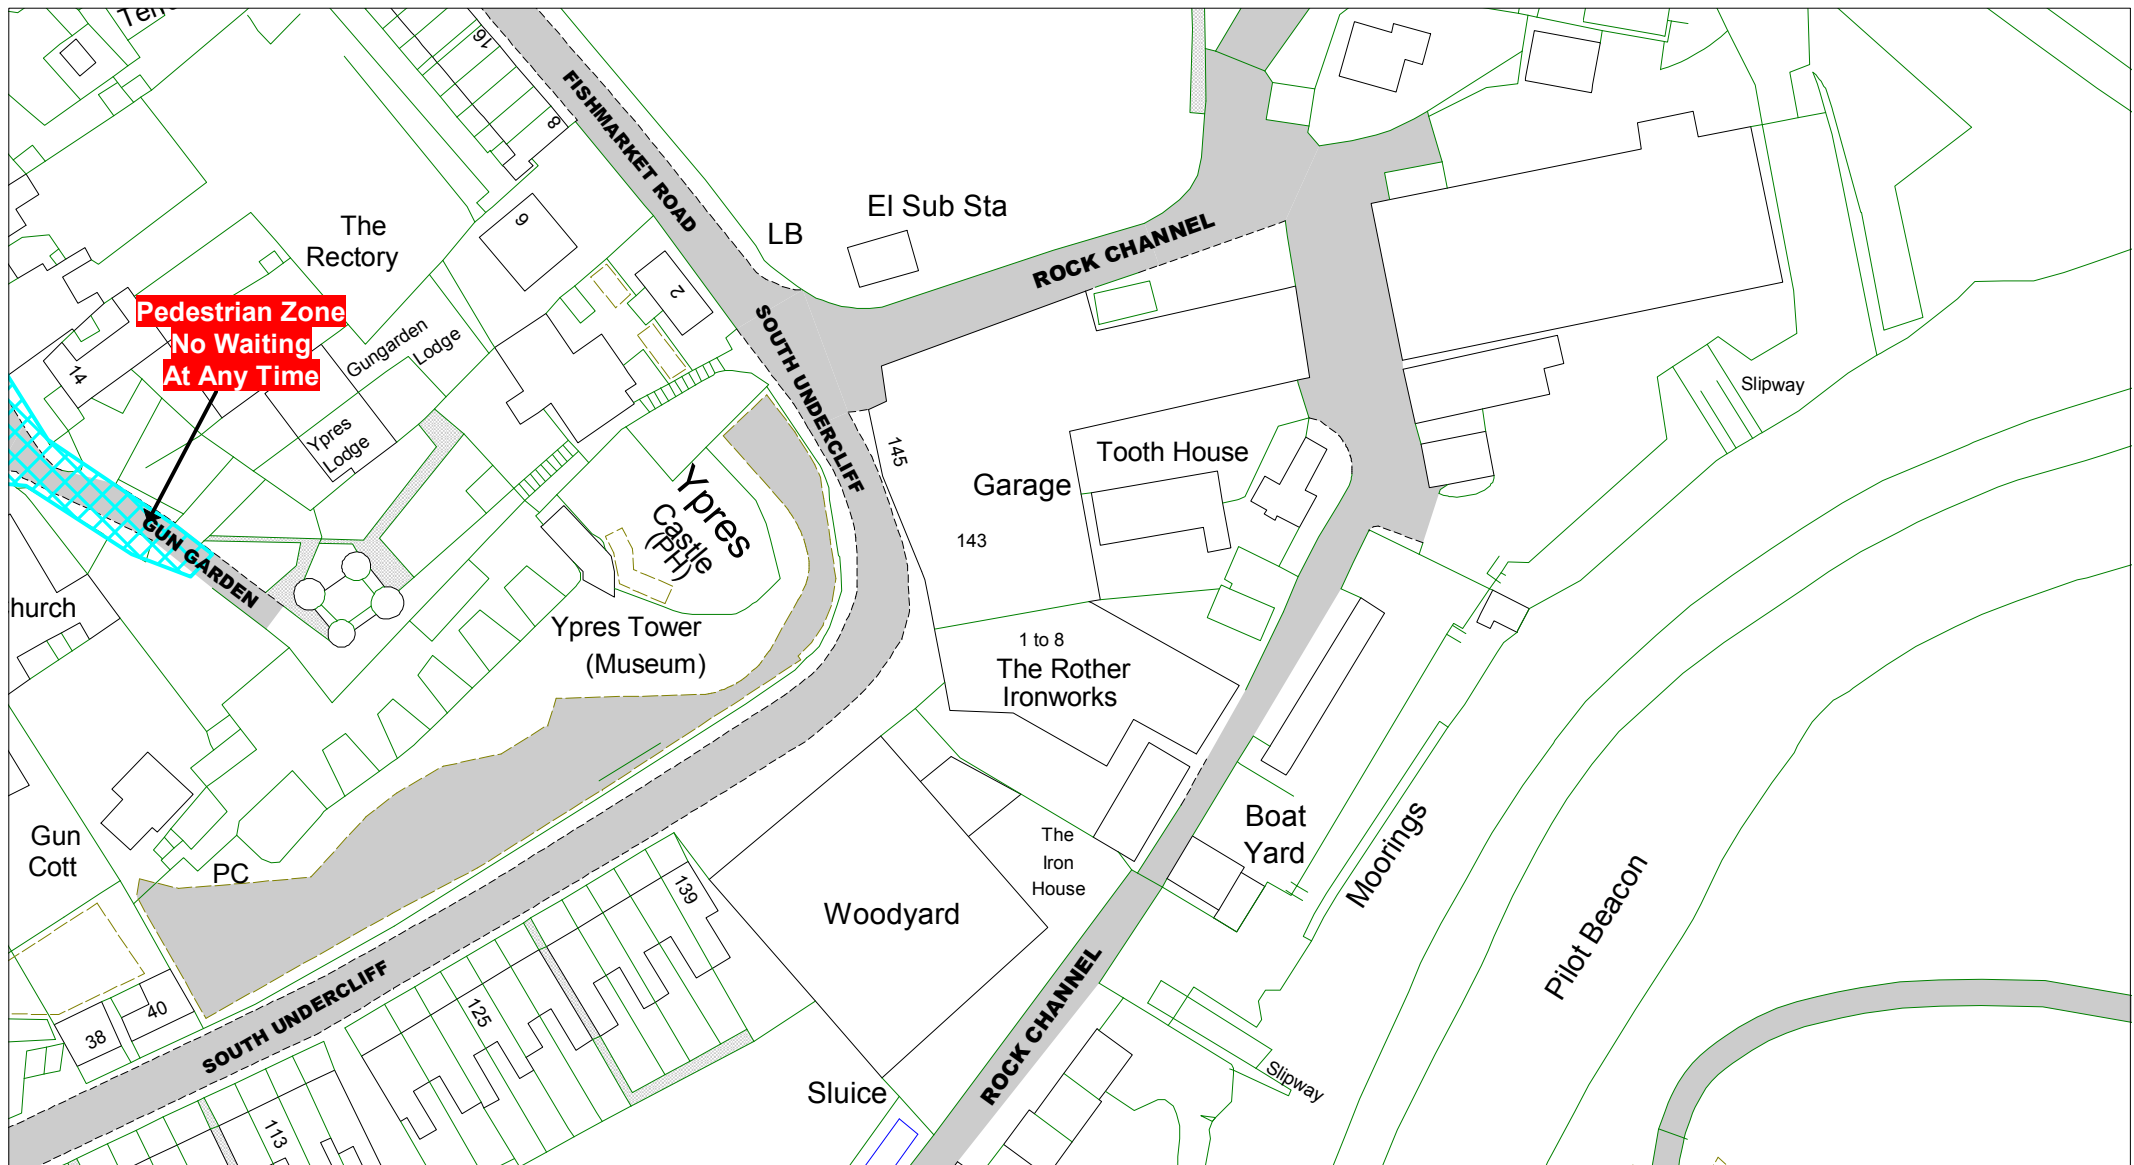 16
8
FISHMARKET ROAD
The
Rectory
6
LB
El Sub Sta
ROCK CHANNEL
2
Pedestrian Zone
No Waiting
At Any Time
Gungarden
Lodge
14
SOUTH UNDERCLIFF
Slipway
Ypres
Lodge
145
Tooth House
Garage
Ypres
Castle
(PH)
143
GUN GARDEN
hurch
Ypres Tower
(Museum)
1 to 8
The Rother
Ironworks
Gun
Cott
PC
The
Iron
House
Boat
Yard
Moorings
139
Woodyard
Pilot Beacon
40
38
125
SOUTH UNDERCLIFF
ROCK CHANNEL
Sluice
Slipway
113